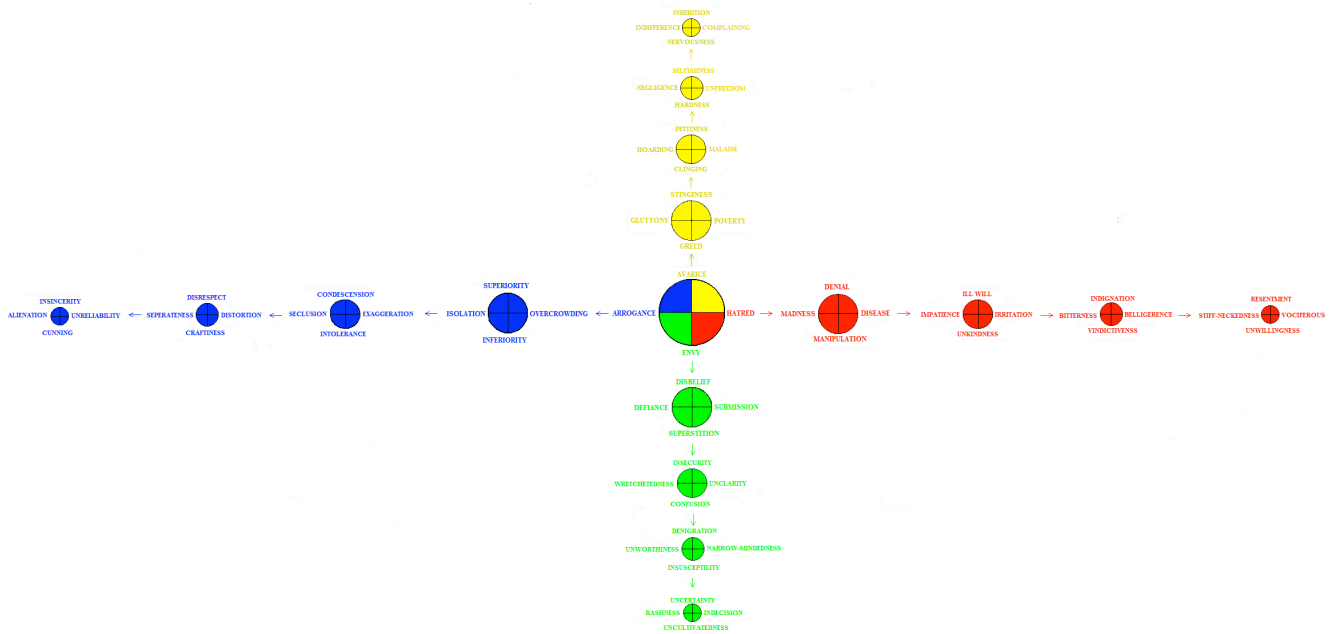 INHIBITION
INDIFFERENCE COMPLAINING
NERVOUSNESS
SELFISHNESS
NEGLIGENCE UNFREEDOM
HARDNESS
PETTINESS
HOARDING MALAISE
CLINGING
STINGINESS
GLUTTONY POVERTY
GREED
AVARICE
ARROGANCE HATRED
ENVY
SUPERIORITY
ISOLATION OVERCROWDING
INFERIORITY
CONDESCENSION
SECLUSION EXAGGERATION
INTOLERANCE
DISRESPECT
SEPERATENESS DISTORTION
CRAFTINESS
INSINCERITY
ALIENATION UNRELIABILITY
CUNNING
DENIAL
MADNESS DISEASE
MANIPULATION
ILL WILL
IMPATIENCE IRRITATION
UNKINDNESS
INDIGNATION
BITTERNESS BELLIGERENCE
VINDICTIVENSS
RESENTMENT
STIFF-NECKEDNESS VOCIFEROUS
UNWILLINGNESS
DISBELIEF
DEFIANCE SUBMISSION
SUPERSTITION
INSECURITY
WRETCHETEDNESS UNCLARITY
CONFUSION
DENIGRATION
UNWORTHINESS NARROW-MINDEDNESS
INSUSCEPTILITY
UNCERTAINTY
RASHNESS INDECISION
UNCULTIVATEDNESS